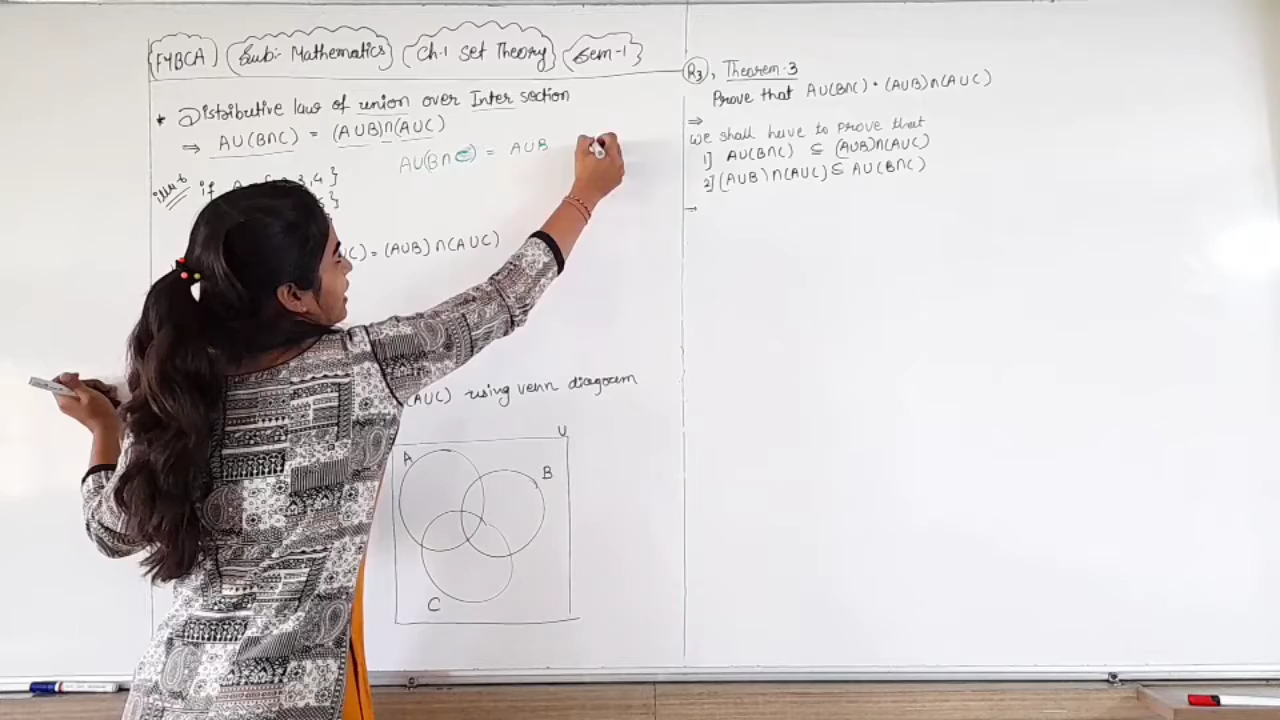 FYBCA Sub:- Mathematics Ch.1 Set Theory Sem-1
* Distributive law of union over Inter section
⇒ AU(B∩C) = (AUB)∩(AUC)
AU(B∩C) = AUB
illust if 3,4}
}
UC) = (AUB)∩(AUC)
(AUC) using venn diagram
U
A
B
C
R3, Theorem-3
Prove that AU(B∩C) = (AUB)∩(AUC)
⇒
we shall have to prove that
1] AU(B∩C) ⊆ (AUB)∩(AUC)
2] (AUB)∩(AUC) ⊆ AU(B∩C)
→